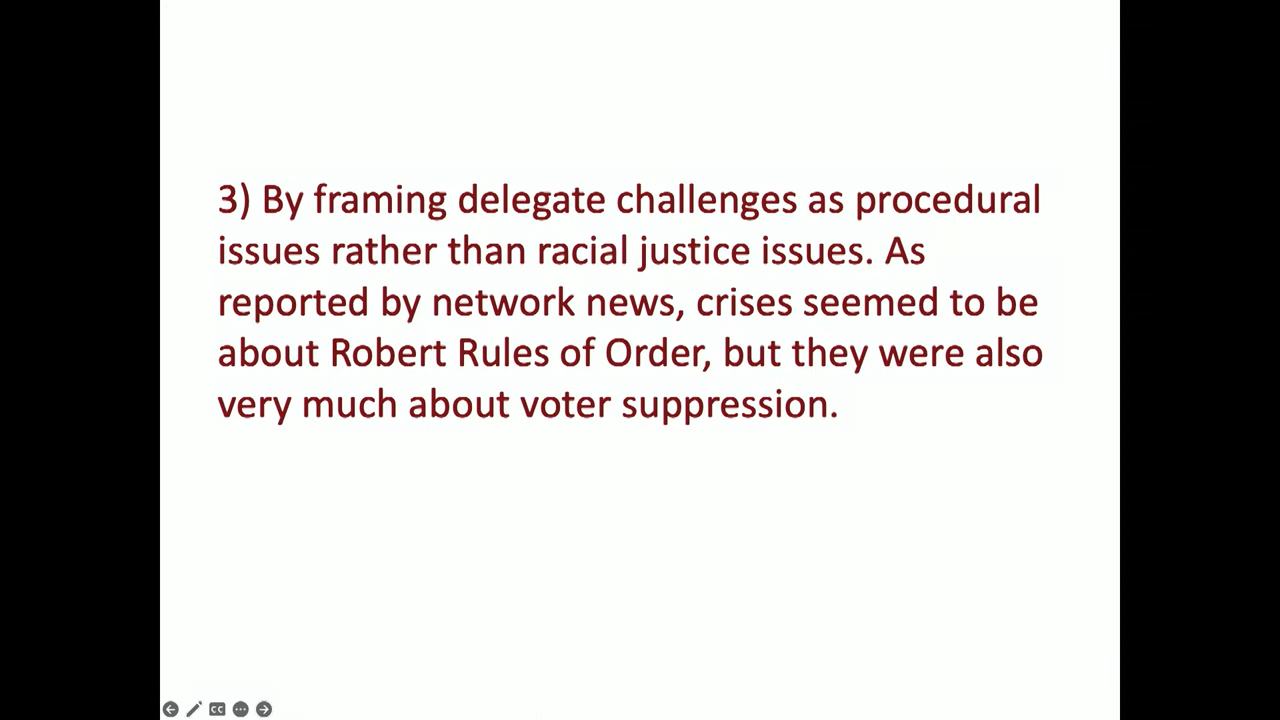 3) By framing delegate challenges as procedural
issues rather than racial justice issues. As
reported by network news, crises seemed to be
about Robert Rules of Order, but they were also
very much about voter suppression.
CC